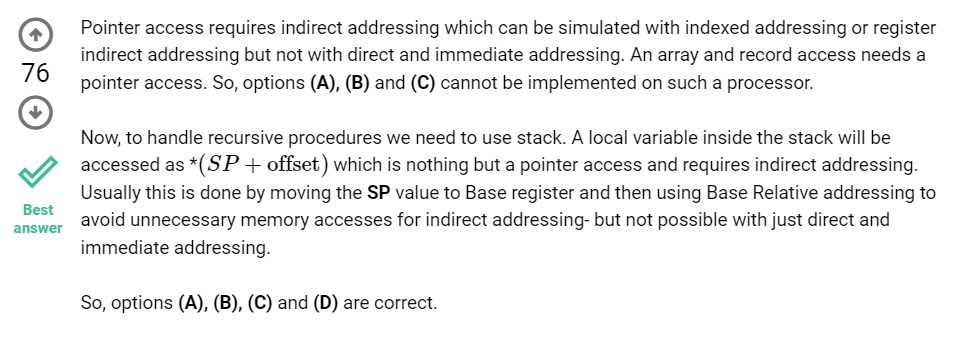 Pointer access requires indirect addressing which can be simulated with indexed addressing or register
indirect addressing but not with direct and immediate addressing. An array and record access needs a
pointer access. So, options (A), (B) and (C) cannot be implemented on such a processor.
76
Now, to handle recursive procedures we need to use stack. A local variable inside the stack will be
accessed as *(SP + offset) which is nothing but a pointer access and requires indirect addressing.
Usually this is done by moving the SP value to Base register and then using Base Relative addressing to
avoid unnecessary memory accesses for indirect addressing- but not possible with just direct and
immediate addressing.
Best
answer
So, options (A), (B), (C) and (D) are correct.